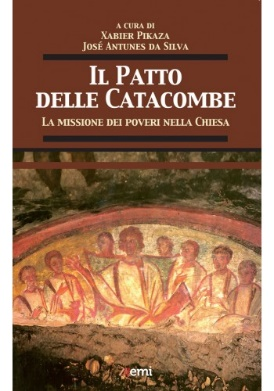 A CURA DI
XABIER PIKAZA
JOSÉ ANTUNES DA SILVA
IL PATTO
DELLE CATACOMBE
LA MISSIONE DEI POVERI NELLA CHIESA
emi